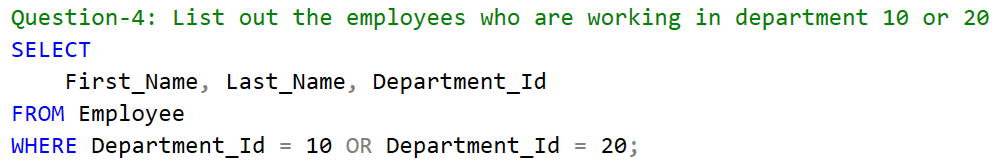 Question-4: List out the employees who are working in department 10 or 20
SELECT
    First_Name, Last_Name, Department_Id
FROM Employee
WHERE Department_Id = 10 OR Department_Id = 20;